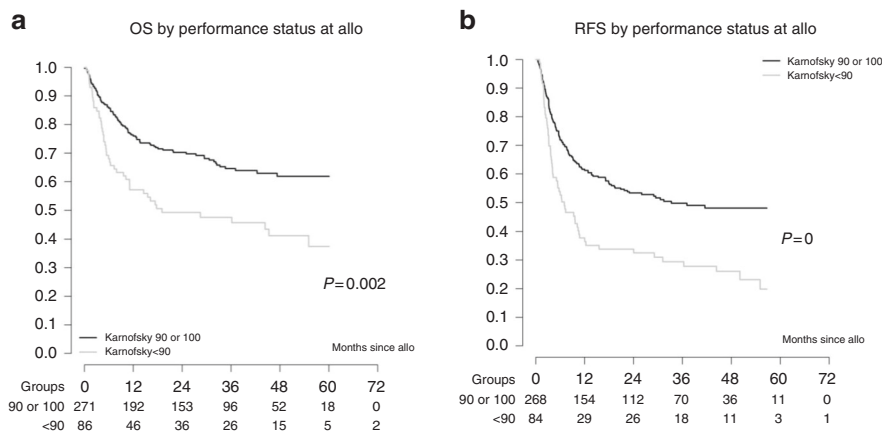 a
OS by performance status at allo
1.0
0.9
0.8
0.7
0.6
0.5
0.4
0.3
0.2
0.1
0.0
P=0.002
Karnofsky 90 or 100
Karnofsky<90
Months since allo
Groups 0 12 24 36 48 60 72
90 or 100 271 192 153 96 52 18 0
<90 86 46 36 26 15 5 2
b
RFS by performance status at allo
Karnofsky 90 or 100
Karnofsky<90
1.0
0.9
0.8
0.7
0.6
0.5
0.4
0.3
0.2
0.1
0.0
P=0
Months since allo
Groups 0 12 24 36 48 60 72
90 or 100 268 154 112 70 36 11 0
<90 84 29 26 18 11 3 1